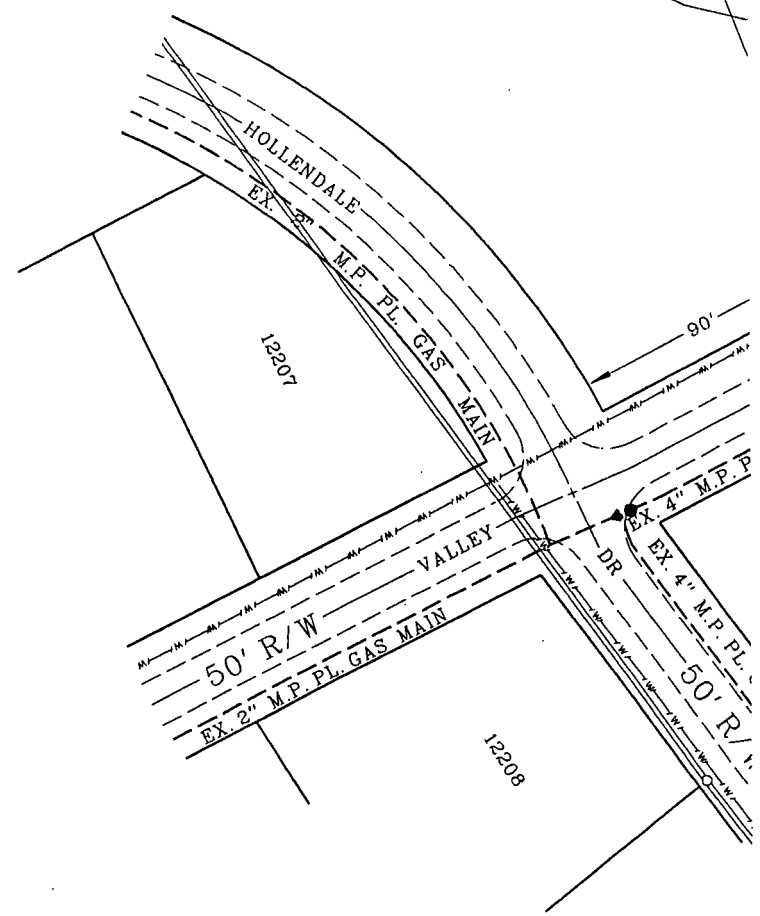 HOLLENDALE
EX. 2" M.P. PL. GAS MAIN
12207
90'
EX. 4" M.P. P
VALLEY
DR
EX. 4" M.P. PL.
50' R/W
50' R/W
EX. 2" M.P. PL. GAS MAIN
12208
W